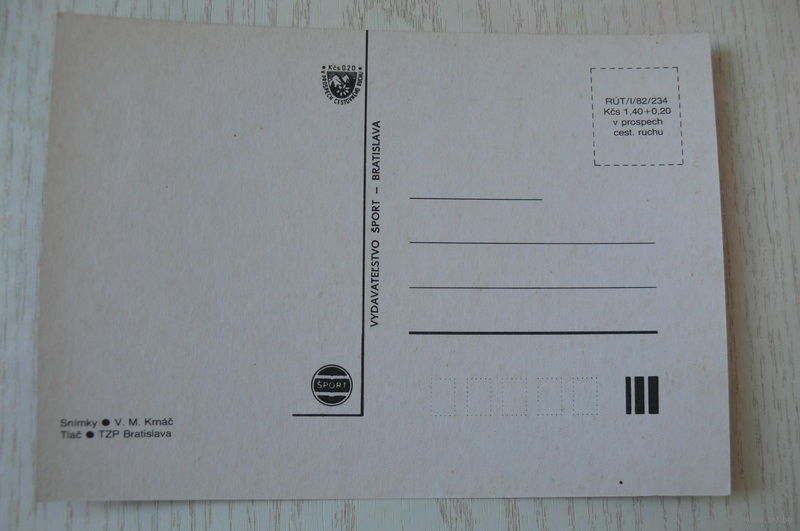 Kčs 0.20
V PROSPECH CESTOVNÉHO RUCHU
VYDAVATEĽSTVO ŠPORT – BRATISLAVA
RÚT/I/82/234
Kčs 1,40+0,20
v prospech
cest. ruchu
ŠPORT
Snímky ● V. M. Krnáč
Tlač ● TZP Bratislava